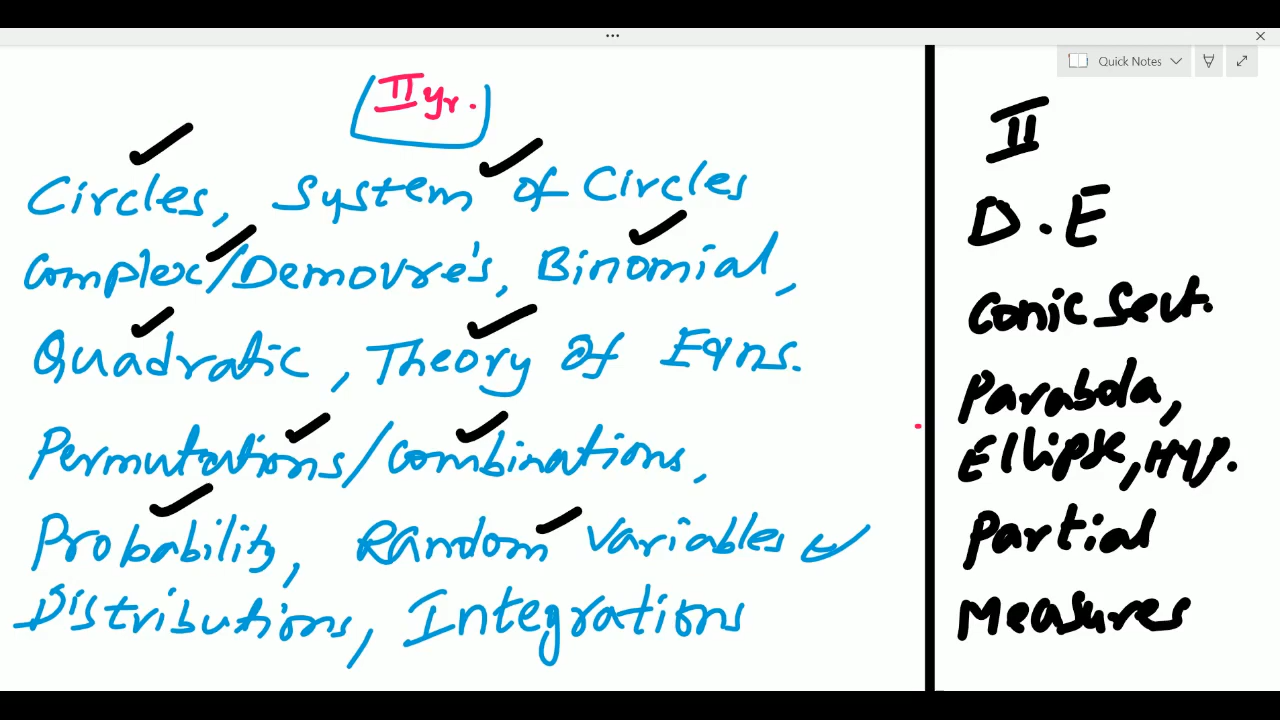 Quick Notes
II yr.
Circles, System of Circles
Complex/Demovre's, Binomial,
Quadratic, Theory of Eqns.
Permutations/Combinations,
Probability, Random Variables
Distributions, Integrations
II
D.E
Conic Sect.
Parabola,
Ellipse, Hyp.
Partial
Measures